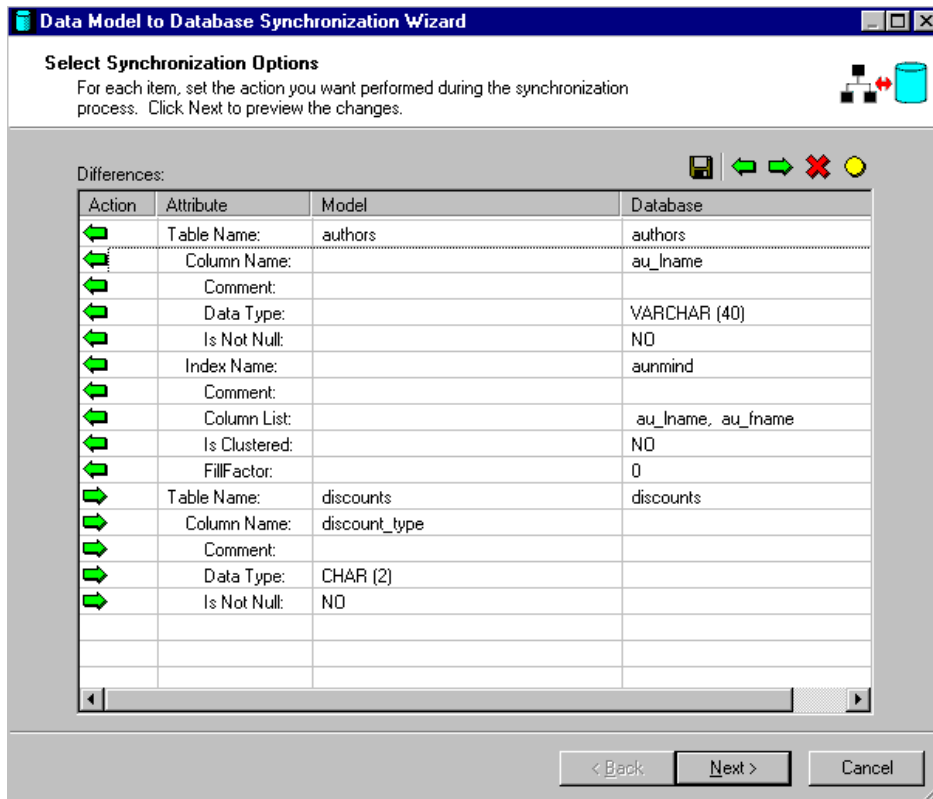 Data Model to Database Synchronization Wizard
Select Synchronization Options
For each item, set the action you want performed during the synchronization
process. Click Next to preview the changes.
Differences:
Action Attribute Model Database
Table Name: authors authors
Column Name: au_lname
Comment:
Data Type: VARCHAR (40)
Is Not Null: NO
Index Name: aunmind
Comment:
Column List: au_lname, au_fname
Is Clustered: NO
FillFactor: 0
Table Name: discounts discounts
Column Name: discount_type
Comment:
Data Type: CHAR (2)
Is Not Null: NO
< Back Next > Cancel